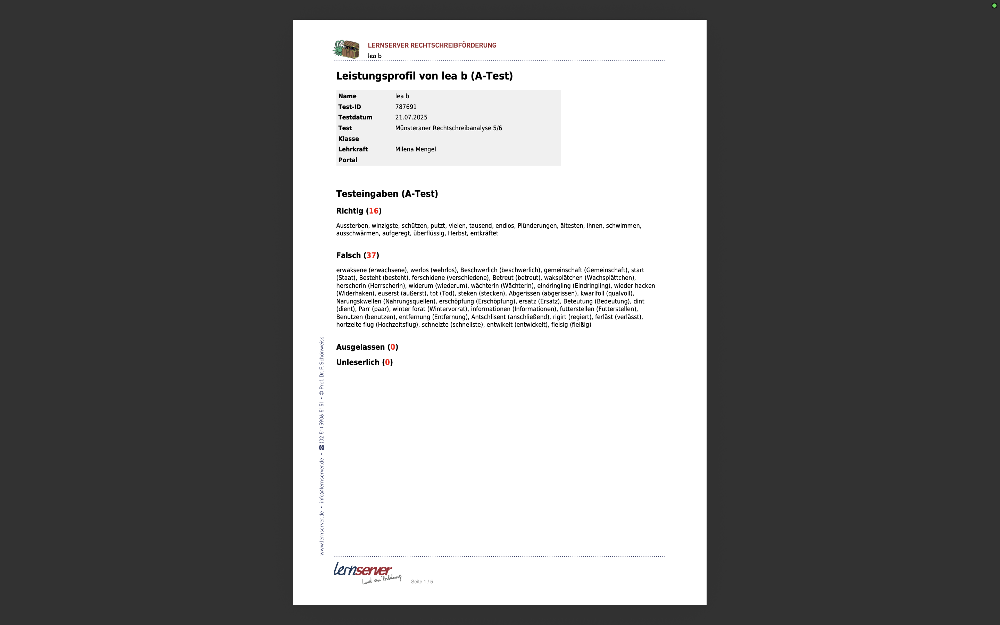 LERNSERVER RECHTSCHREIBFÖRDERUNG
lea b
Leistungsprofil von lea b (A-Test)
Name lea b
Test-ID 787691
Testdatum 21.07.2025
Test Münsteraner Rechtschreibanalyse 5/6
Klasse
Lehrkraft Milena Mengel
Portal
Testeingaben (A-Test)
Richtig (16)
Aussterben, winzigste, schützen, putzt, vielen, tausend, endlos, Plünderungen, ältesten, ihnen, schwimmen,
ausschwärmen, aufgeregt, überflüssig, Herbst, entkräftet
Falsch (37)
erwaksene (erwachsene), werlos (wehrlos), Beschwerlich (beschwerlich), gemeinschaft (Gemeinschaft), start
(Staat), Besteht (besteht), ferschidene (verschiedene), Betreut (betreut), waksplätchen (Wachsplättchen),
herscherin (Herrscherin), widerum (wiederum), wächterin (Wächterin), eindringling (Eindringling), wieder hacken
(Widerhaken), euserst (äußerst), tot (Tod), steken (stecken), Abgerissen (abgerissen), kwarlfoll (qualvoll),
Narungskwellen (Nahrungsquellen), erschöpfung (Erschöpfung), ersatz (Ersatz), Beteutung (Bedeutung), dint
(dient), Parr (paar), winter forat (Wintervorrat), informationen (Informationen), futterstellen (Futterstellen),
Benutzen (benutzen), entfernung (Entfernung), Antschlisent (anschließend), rigirt (regiert), ferläst (verlässt),
hortzeite flug (Hochzeitsflug), schnelzte (schnellste), entwikelt (entwickelt), fleisig (fleißig)
Ausgelassen (0)
Unleserlich (0)
www.lernserver.de • info@lernserver.de • ☎ (02 51) 5906 5151 • © Prof. Dr. F. Schönweiss
lernserver
Lust an Bildung
Seite 1 / 5